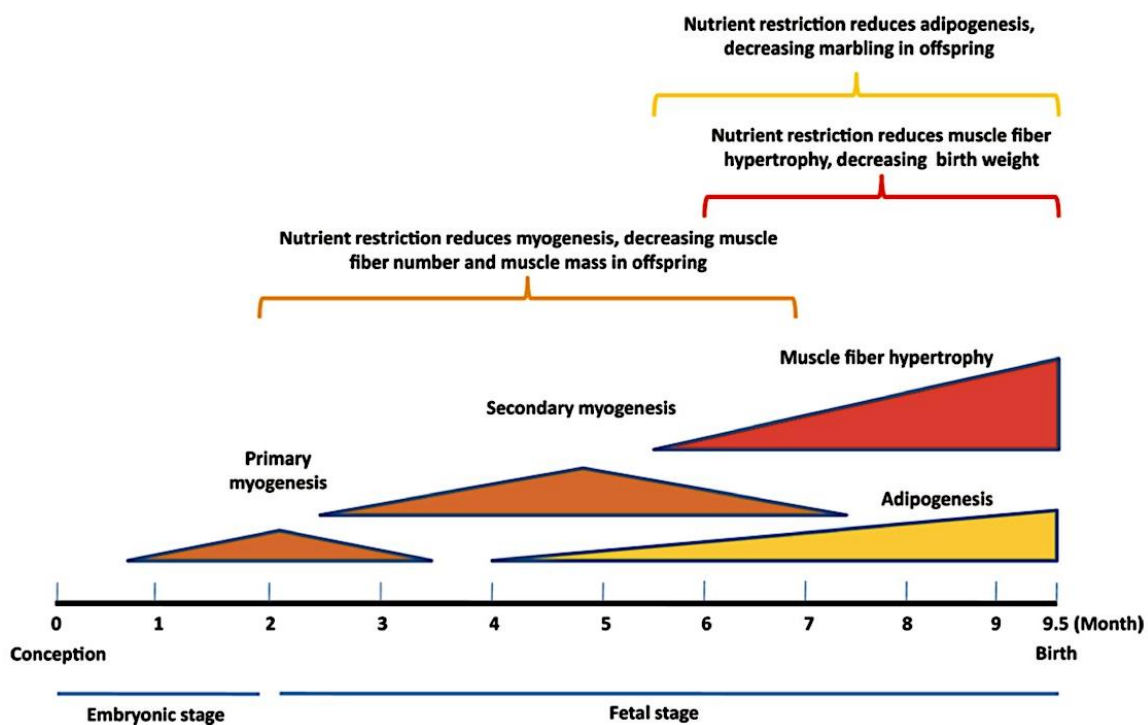 Nutrient restriction reduces adipogenesis,
decreasing marbling in offspring
Nutrient restriction reduces muscle fiber
hypertrophy, decreasing birth weight
Nutrient restriction reduces myogenesis, decreasing muscle
fiber number and muscle mass in offspring
Muscle fiber hypertrophy
Secondary myogenesis
Primary
myogenesis
Adipogenesis
0 1 2 3 4 5 6 7 8 9 9.5 (Month)
Conception Birth
Embryonic stage Fetal stage